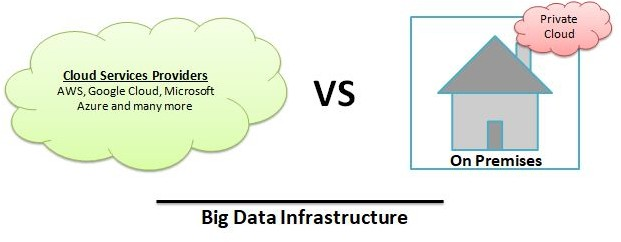 Cloud Services Providers
AWS, Google Cloud, Microsoft
Azure and many more
VS
Private
Cloud
On Premises
Big Data Infrastructure